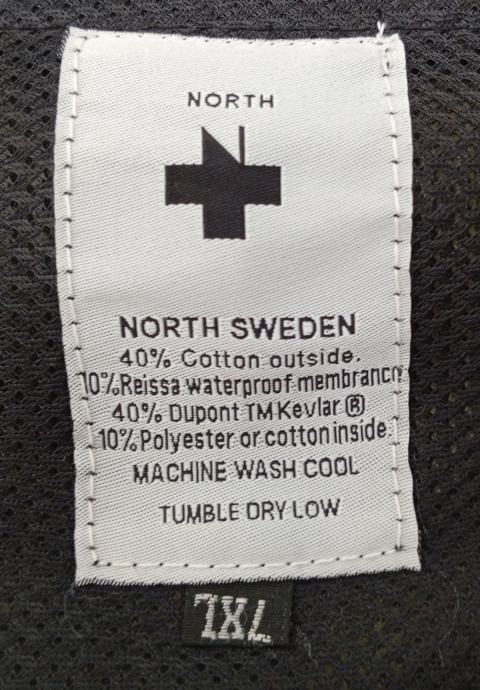 NORTH
NORTH SWEDEN
40% Cotton outside.
10%Reissa waterproof membrancy
40% Dupont TM Kevlar ®
10%Polyester or cotton inside.
MACHINE WASH COOL
TUMBLE DRY LOW
7XL